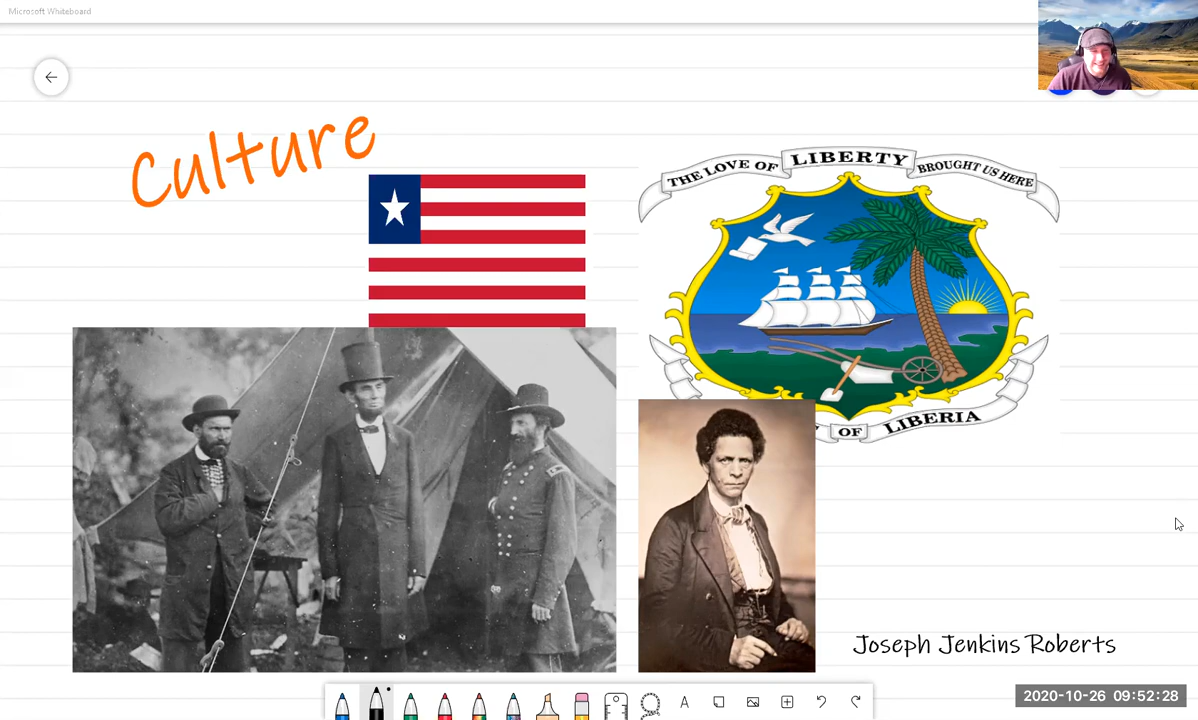 Microsoft Whiteboard
Culture
THE LOVE OF LIBERTY BROUGHT US HERE
OF LIBERIA
Joseph Jenkins Roberts
A
2020-10-26 09:52:28